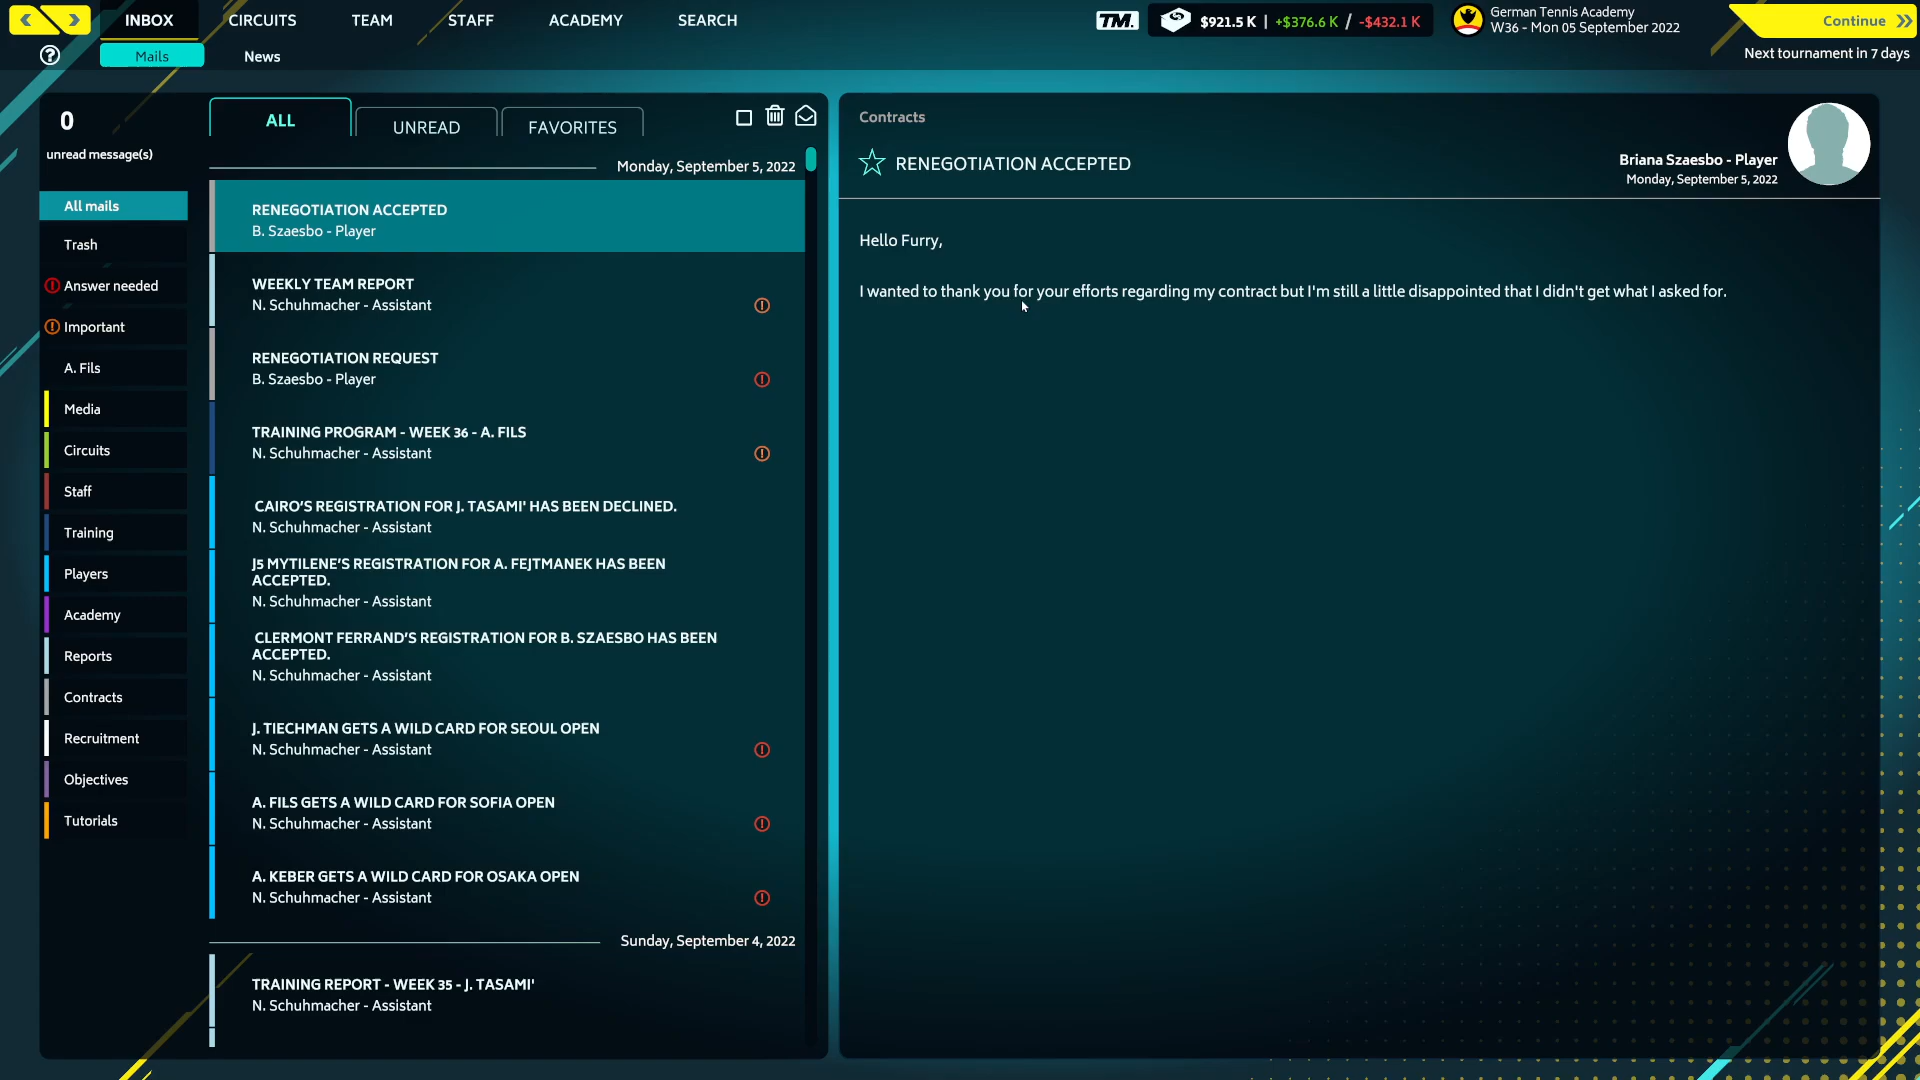 INBOX
CIRCUITS
TEAM
STAFF
ACADEMY
SEARCH
TM.
$921.5 K | +$376.6 K / -$432.1 K
German Tennis Academy
W36 - Mon 05 September 2022
Continue
Mails
News
Next tournament in 7 days
0
unread message(s)
All mails
Trash
Answer needed
Important
A. Fils
Media
Circuits
Staff
Training
Players
Academy
Reports
Contracts
Recruitment
Objectives
Tutorials
ALL
UNREAD
FAVORITES
Monday, September 5, 2022
RENEGOTIATION ACCEPTED
B. Szaesbo - Player
WEEKLY TEAM REPORT
N. Schuhmacher - Assistant
RENEGOTIATION REQUEST
B. Szaesbo - Player
TRAINING PROGRAM - WEEK 36 - A. FILS
N. Schuhmacher - Assistant
CAIRO'S REGISTRATION FOR J. TASAMI' HAS BEEN DECLINED.
N. Schuhmacher - Assistant
J5 MYTILENE'S REGISTRATION FOR A. FEJTMANEK HAS BEEN
ACCEPTED.
N. Schuhmacher - Assistant
CLERMONT FERRAND'S REGISTRATION FOR B. SZAESBO HAS BEEN
ACCEPTED.
N. Schuhmacher - Assistant
J. TIECHMAN GETS A WILD CARD FOR SEOUL OPEN
N. Schuhmacher - Assistant
A. FILS GETS A WILD CARD FOR SOFIA OPEN
N. Schuhmacher - Assistant
A. KEBER GETS A WILD CARD FOR OSAKA OPEN
N. Schuhmacher - Assistant
Sunday, September 4, 2022
TRAINING REPORT - WEEK 35 - J. TASAMI'
N. Schuhmacher - Assistant
Contracts
RENEGOTIATION ACCEPTED
Briana Szaesbo - Player
Monday, September 5, 2022
Hello Furry,
I wanted to thank you for your efforts regarding my contract but I'm still a little disappointed that I didn't get what I asked for.